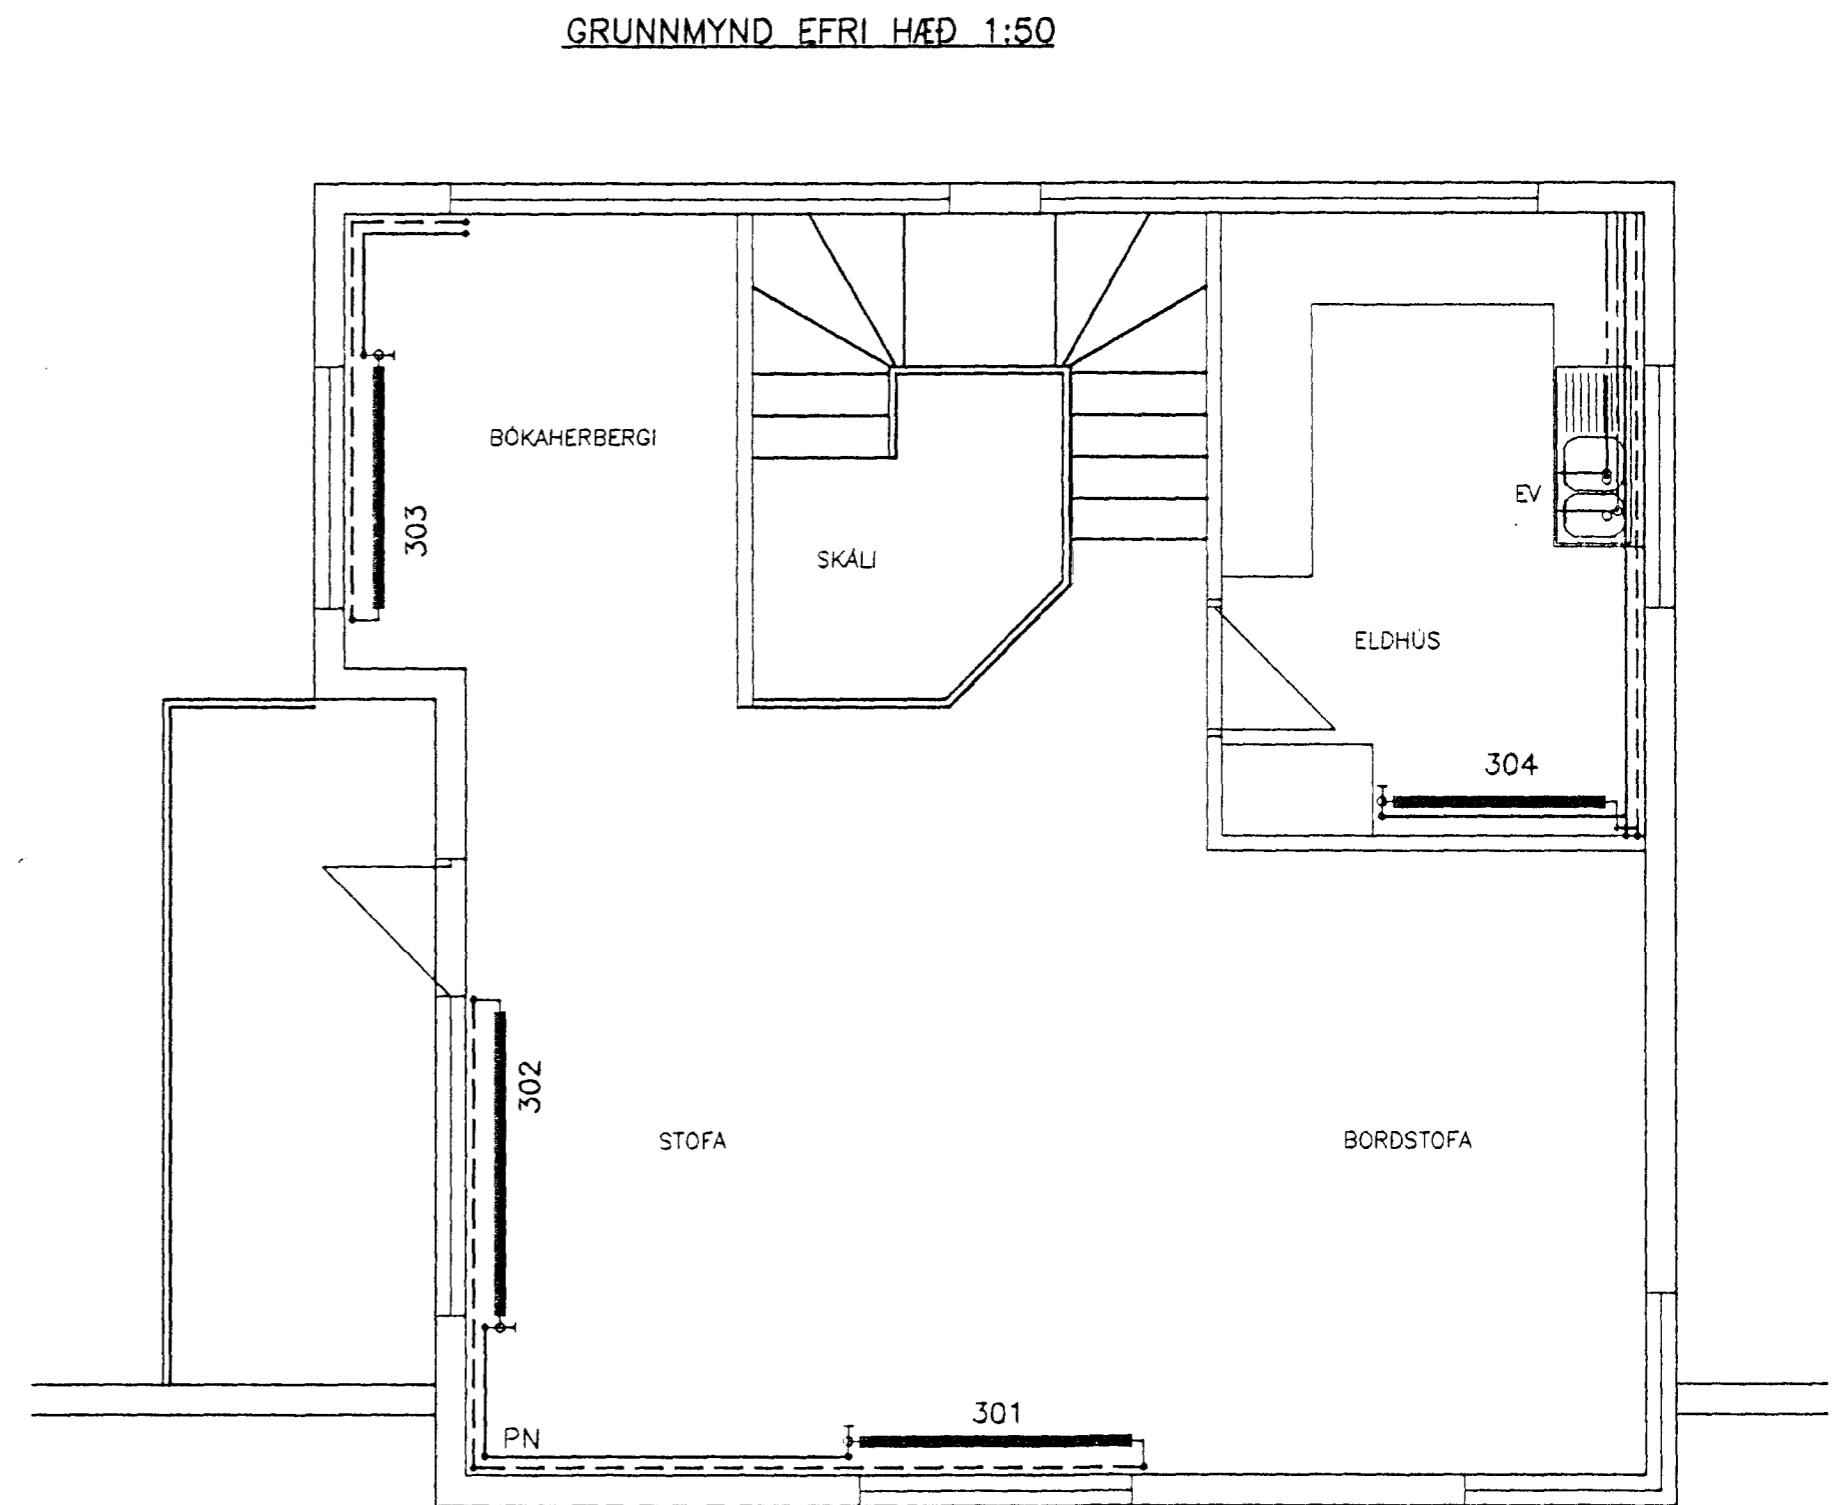 GRUNNMYND EFRI HÆÐ 1:50
BÓKAHERBERGI
303
SKÁLI
EV
ELDHÚS
304
302
STOFA
BORDSTOFA
301
PN